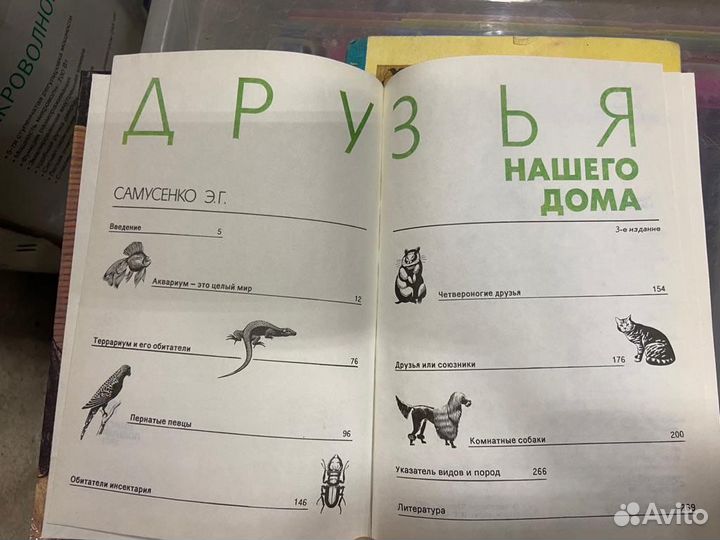 КРОВОЛНО
ДРУЗЬЯ
НАШЕГО
ДОМА
САМУСЕНКО Э.Г.
3-е издание
Введение 5
Аквариум – это целый мир 12
Террариум и его обитатели 76
Пернатые певцы 96
Обитатели инсектария 146
Четвероногие друзья 154
Друзья или союзники 176
Комнатные собаки 200
Указатель видов и пород 266
Литература
Avito